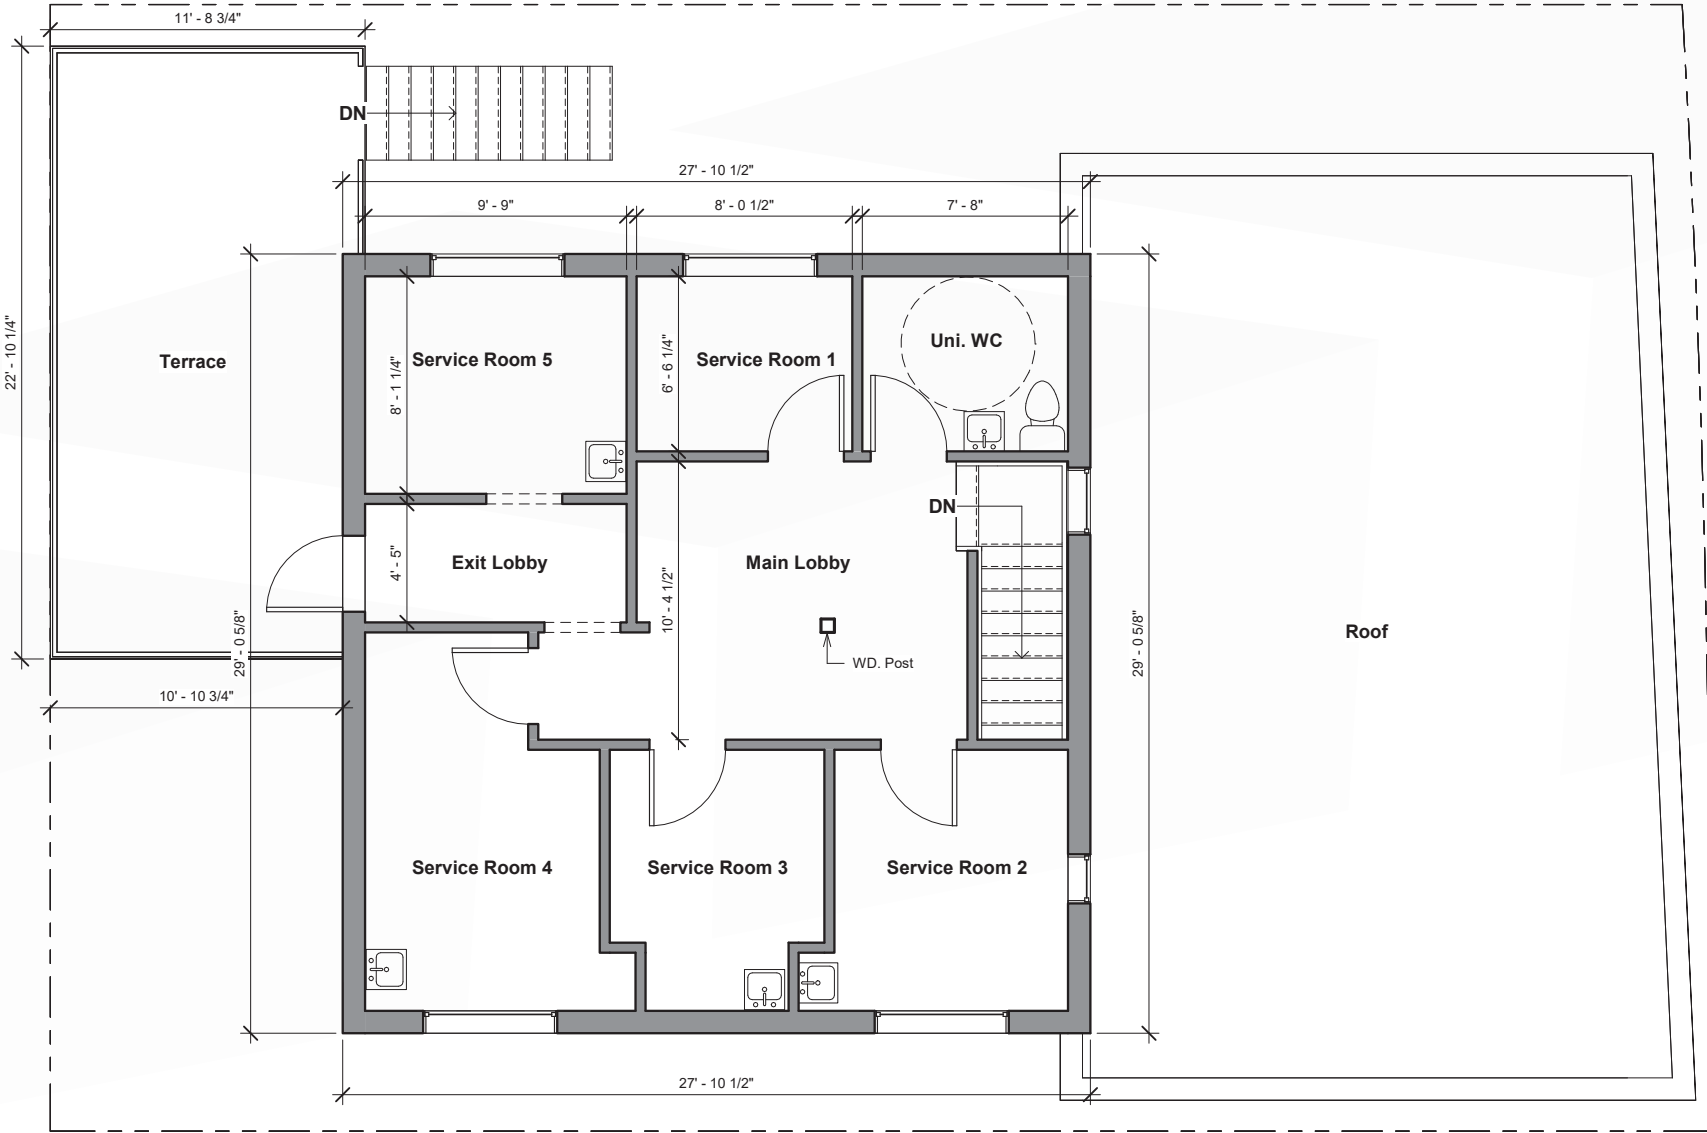 11' - 8 3/4"
DN
27' - 10 1/2"
9' - 9"
8' - 0 1/2"
7' - 8"
22' - 10 1/4"
Terrace
8' - 1 1/4"
Service Room 5
6' - 6 1/4"
Service Room 1
Uni. WC
DN
4' - 5"
Exit Lobby
10' - 4 1/2"
Main Lobby
29' - 0 5/8"
WD. Post
29' - 0 5/8"
Roof
10' - 10 3/4"
Service Room 4
Service Room 3
Service Room 2
27' - 10 1/2"